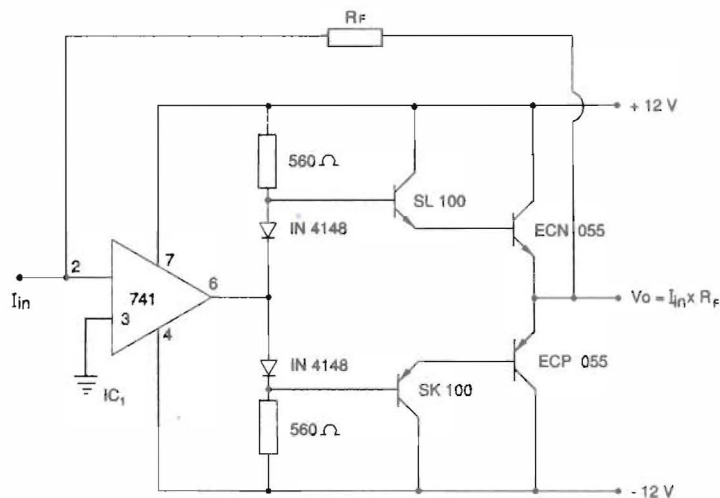 RF
+ 12 V
560 Ω
SL 100
IN 4148
ECN 055
7
2
6
Iin
741
Vo = Iin x RF
3
4
IN 4148
ECP 055
IC1
SK 100
560 Ω
- 12 V